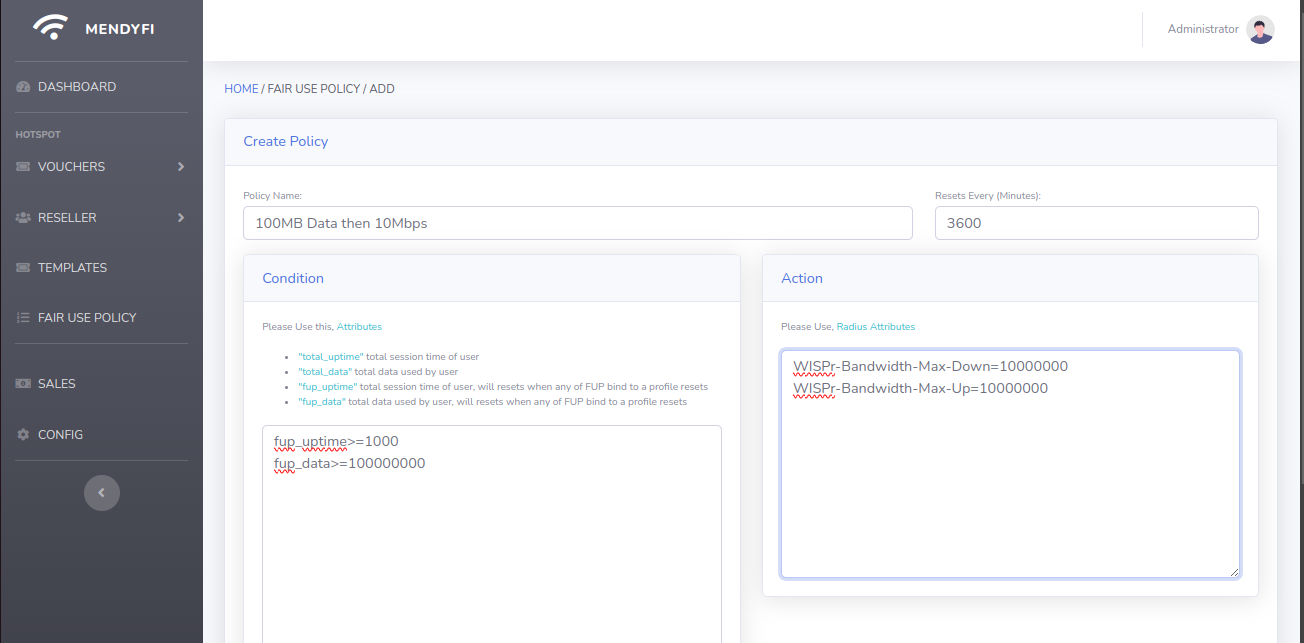 MENDYFI
Administrator
DASHBOARD
HOTSPOT
VOUCHERS
RESELLER
TEMPLATES
FAIR USE POLICY
SALES
CONFIG
HOME / FAIR USE POLICY / ADD
Create Policy
Policy Name:
100MB Data then 10Mbps
Resets Every (Minutes):
3600
Condition
Please Use this, Attributes
"total_uptime" total session time of user
"total_data" total data used by user
"fup_uptime" total session time of user, will resets when any of FUP bind to a profile resets
"fup_data" total data used by user, will resets when any of FUP bind to a profile resets
fup_uptime>=1000
fup_data>=100000000
Action
Please Use, Radius Attributes
WISPr-Bandwidth-Max-Down=10000000
WISPr-Bandwidth-Max-Up=10000000